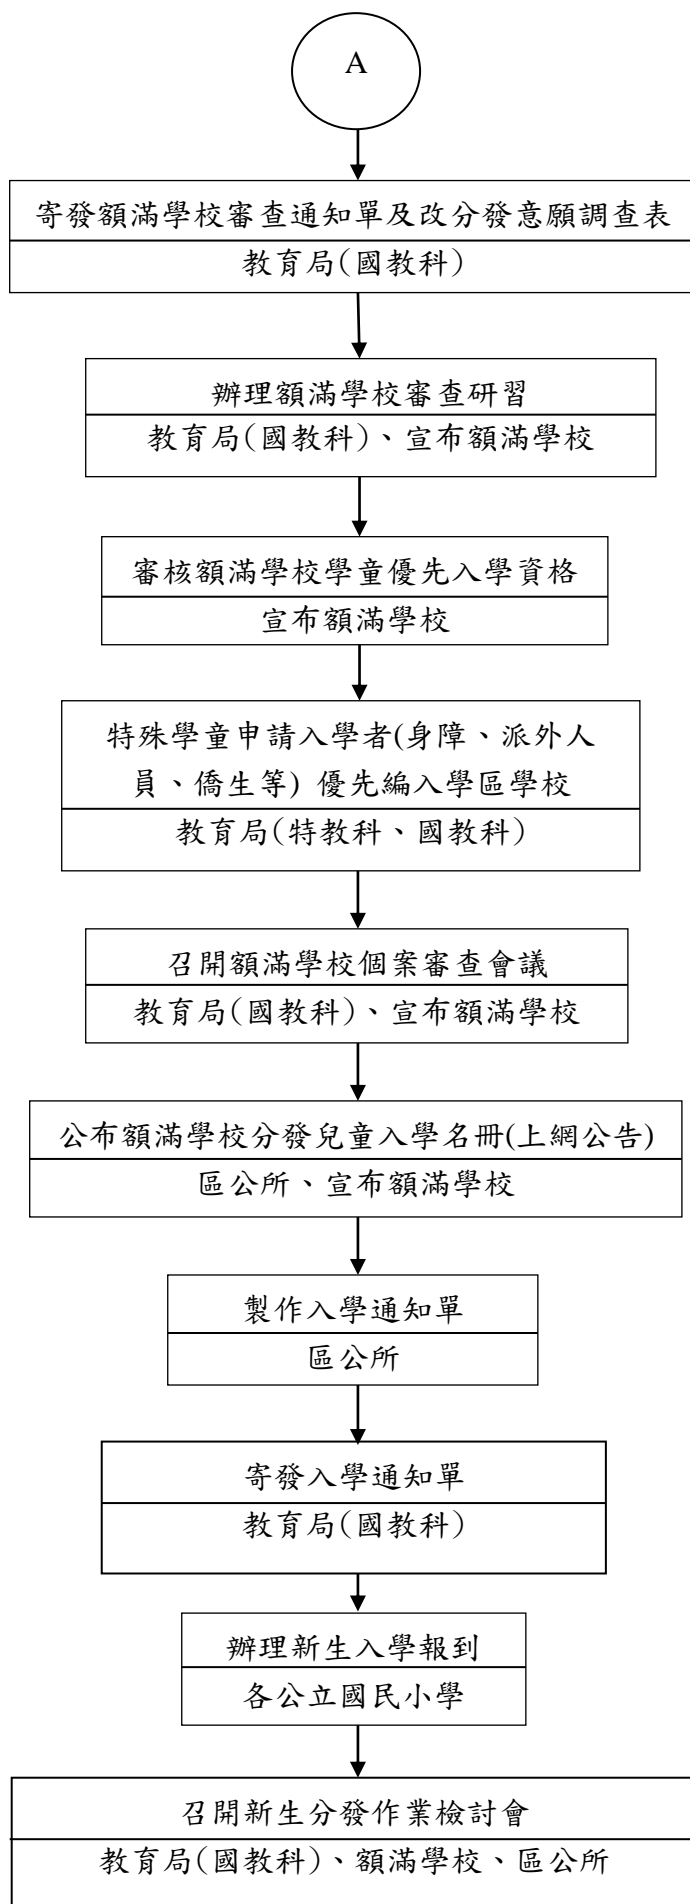 A
寄發額滿學校審查通知單及改分發意願調查表
教育局(國教科)
辦理額滿學校審查研習
教育局(國教科)、宣布額滿學校
審核額滿學校學童優先入學資格
宣布額滿學校
特殊學童申請入學者(身障、派外人
員、僑生等) 優先編入學區學校
教育局(特教科、國教科)
召開額滿學校個案審查會議
教育局(國教科)、宣布額滿學校
公布額滿學校分發兒童入學名冊(上網公告)
區公所、宣布額滿學校
製作入學通知單
區公所
寄發入學通知單
教育局(國教科)
辦理新生入學報到
各公立國民小學
召開新生分發作業檢討會
教育局(國教科)、額滿學校、區公所